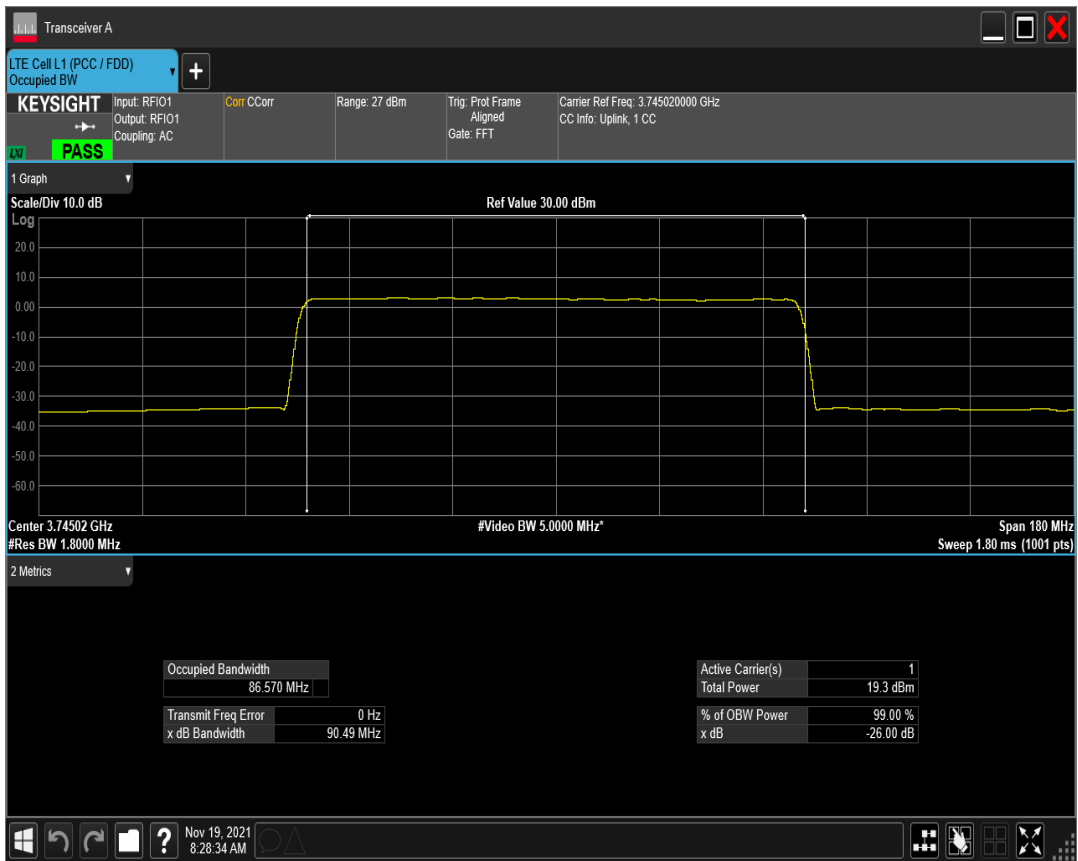 Transceiver A
LTE Cell L1 (PCC / FDD)
Occupied BW
+
KEYSIGHT
LXI
PASS
Input: RFIO1
Output: RFIO1
Coupling: AC
Corr CCorr
Range: 27 dBm
Trig: Prot Frame
Aligned
Gate: FFT
Carrier Ref Freq: 3.745020000 GHz
CC Info: Uplink, 1 CC
1 Graph
Scale/Div 10.0 dB
Ref Value 30.00 dBm
Log
20.0
10.0
0.00
-10.0
-20.0
-30.0
-40.0
-50.0
-60.0
Center 3.74502 GHz
#Video BW 5.0000 MHz*
Span 180 MHz
#Res BW 1.8000 MHz
Sweep 1.80 ms (1001 pts)
2 Metrics
Occupied Bandwidth
86.570 MHz
Transmit Freq Error 0 Hz
x dB Bandwidth 90.49 MHz
Active Carrier(s) 1
Total Power 19.3 dBm
% of OBW Power 99.00 %
x dB -26.00 dB
?
Nov 19, 2021
8:28:34 AM